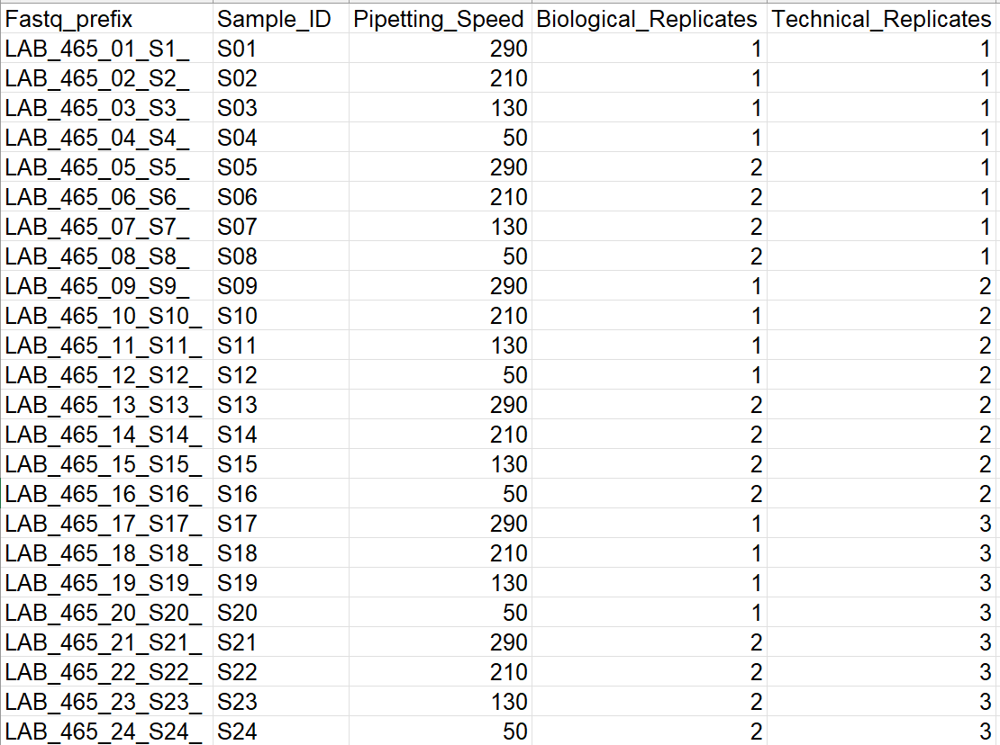 Fastq_prefix Sample_ID Pipetting_Speed Biological_Replicates Technical_Replicates
LAB_465_01_S1_ S01 290 1 1
LAB_465_02_S2_ S02 210 1 1
LAB_465_03_S3_ S03 130 1 1
LAB_465_04_S4_ S04 50 1 1
LAB_465_05_S5_ S05 290 2 1
LAB_465_06_S6_ S06 210 2 1
LAB_465_07_S7_ S07 130 2 1
LAB_465_08_S8_ S08 50 2 1
LAB_465_09_S9_ S09 290 1 2
LAB_465_10_S10_ S10 210 1 2
LAB_465_11_S11_ S11 130 1 2
LAB_465_12_S12_ S12 50 1 2
LAB_465_13_S13_ S13 290 2 2
LAB_465_14_S14_ S14 210 2 2
LAB_465_15_S15_ S15 130 2 2
LAB_465_16_S16_ S16 50 2 2
LAB_465_17_S17_ S17 290 1 3
LAB_465_18_S18_ S18 210 1 3
LAB_465_19_S19_ S19 130 1 3
LAB_465_20_S20_ S20 50 1 3
LAB_465_21_S21_ S21 290 2 3
LAB_465_22_S22_ S22 210 2 3
LAB_465_23_S23_ S23 130 2 3
LAB_465_24_S24_ S24 50 2 3